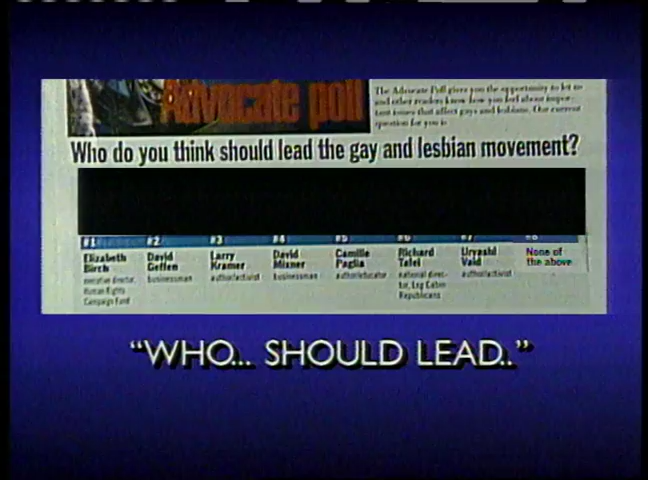 Advocate poll
The Advocate Poll gives you the opportunity to let us
and other readers know how you feel about impor-
tant issues that affect gays and lesbians. Our current
question for you is
Who do you think should lead the gay and lesbian movement?
#1 #2 #3 #4 #5 #6 #7 #8
Elizabeth Birch
executive director,
Human Rights
Campaign Fund
David Geffen
businessman
Larry Kramer
author/activist
David Mixner
businessman
Camille Paglia
author/educator
Richard Tafel
national direc-
tor, Log Cabin
Republicans
Urvashi Vaid
author/activist
None of
the above
"WHO... SHOULD LEAD.."